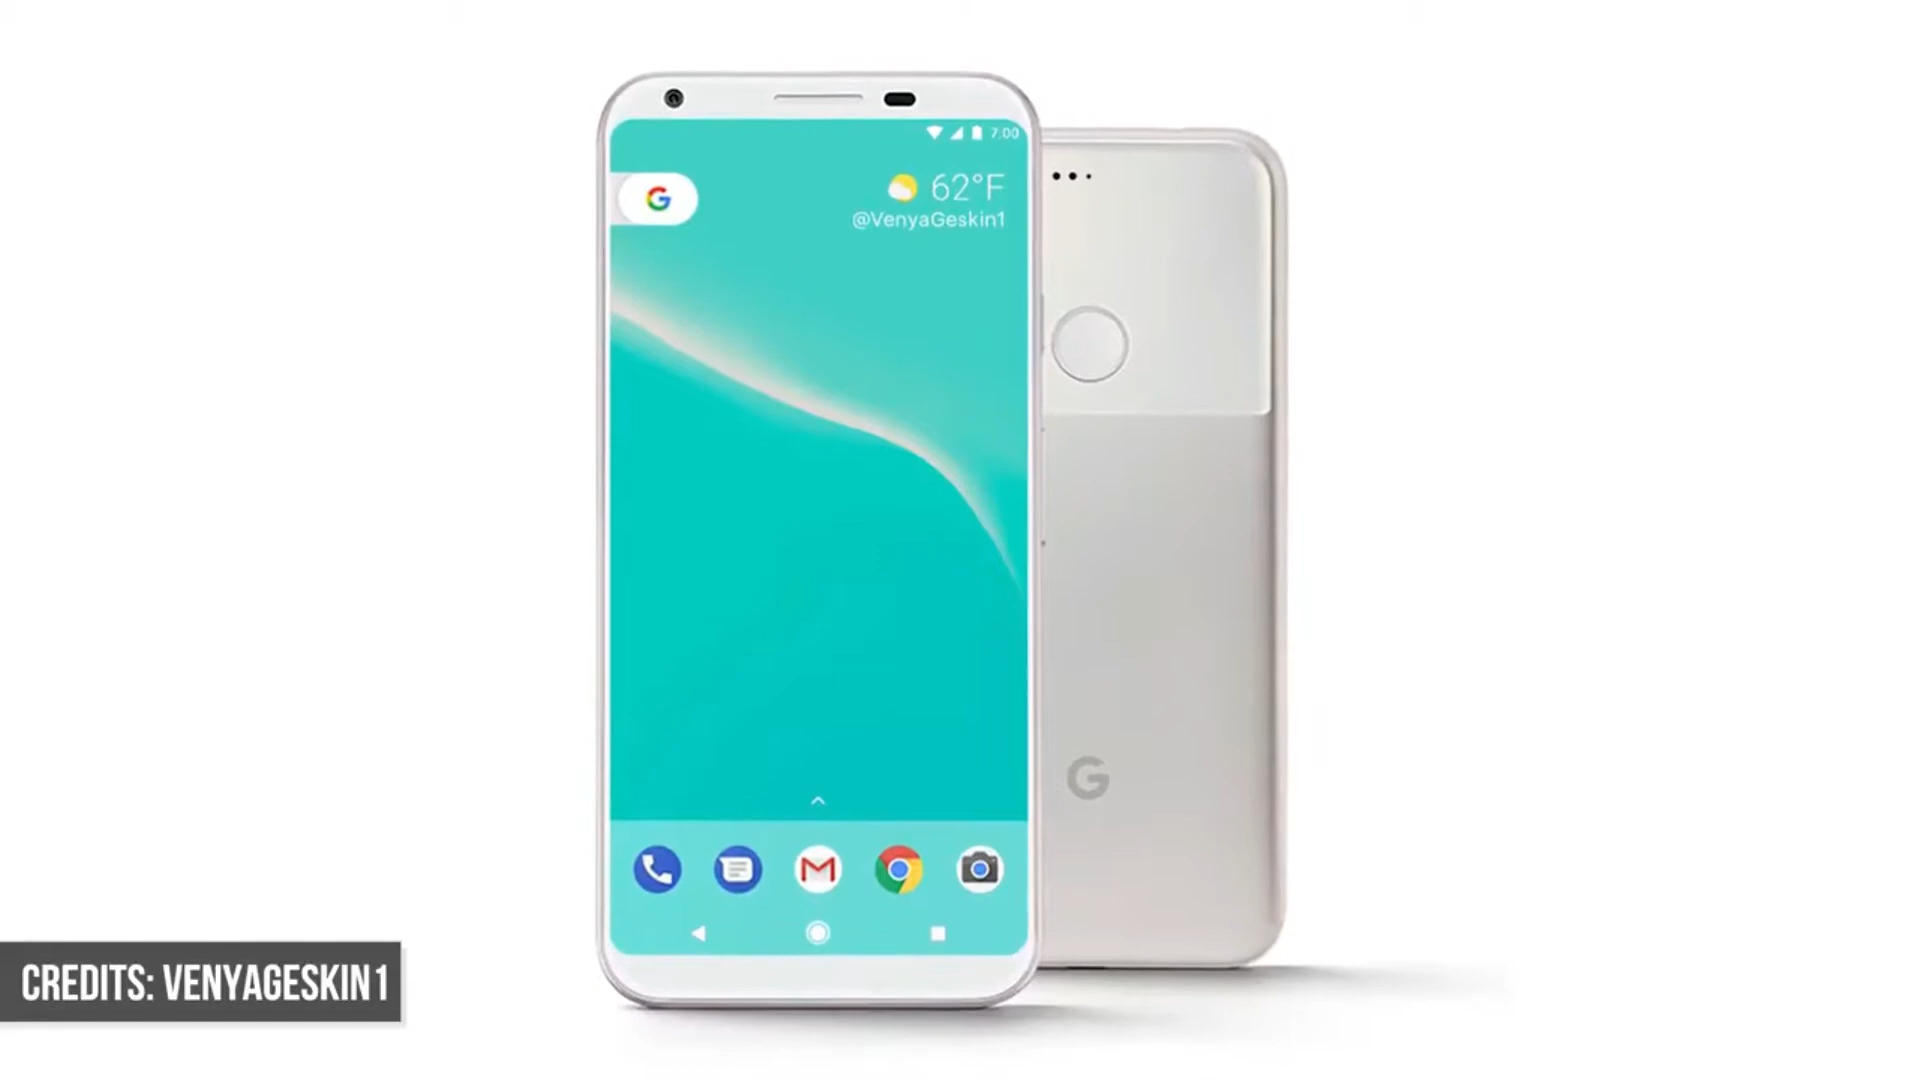 7:00
G
62°F
@VenyaGeskin1
G
CREDITS: VENYAGESKIN1